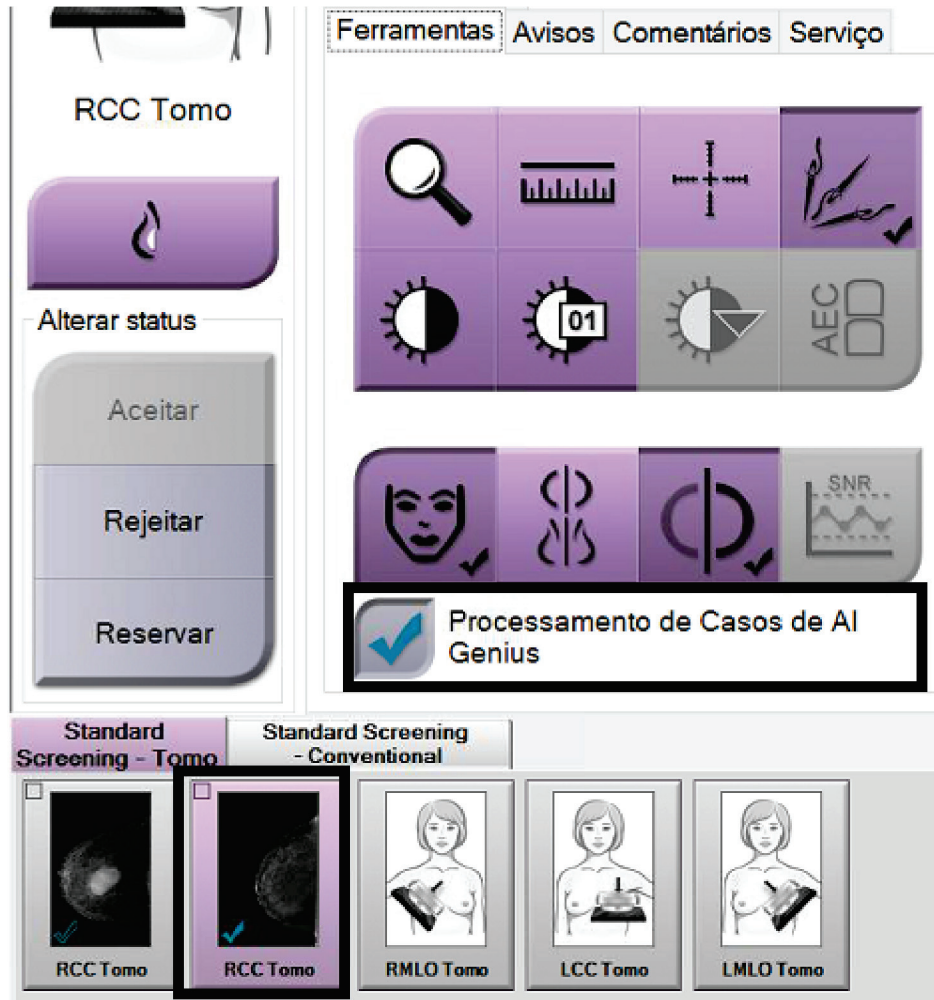 RCC Tomo
Alterar status
Aceitar
Rejeitar
Reservar
Ferramentas Avisos Comentários Serviço
01
AEC
SNR
Processamento de Casos de AI
Genius
Standard
Screening - Tomo
Standard Screening
- Conventional
RCC Tomo
RCC Tomo
RMLO Tomo
LCC Tomo
LMLO Tomo